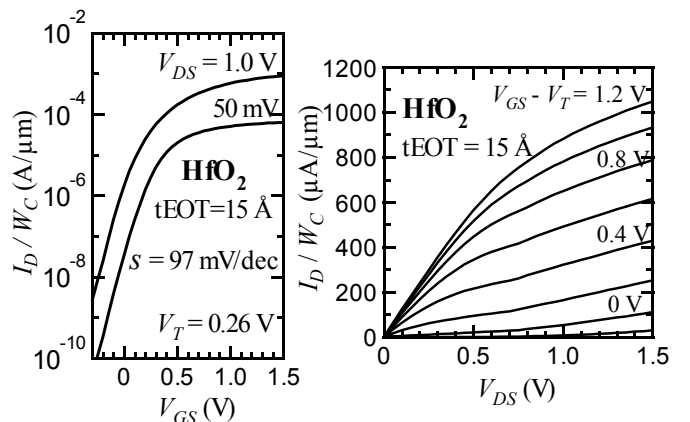 10⁻²
10⁻⁴
10⁻⁶
10⁻⁸
10⁻¹⁰
I_D / W_C (A/μm)
V_DS = 1.0 V
50 mV
HfO₂
tEOT=15 Å
s = 97 mV/dec
V_T = 0.26 V
0 0.5 1.0 1.5
V_GS (V)
1200
1000
800
600
400
200
0
I_D / W_C (μA/μm)
HfO₂
V_GS - V_T = 1.2 V
tEOT = 15 Å
0.8 V
0.4 V
0 V
0 0.5 1.0 1.5
V_DS (V)